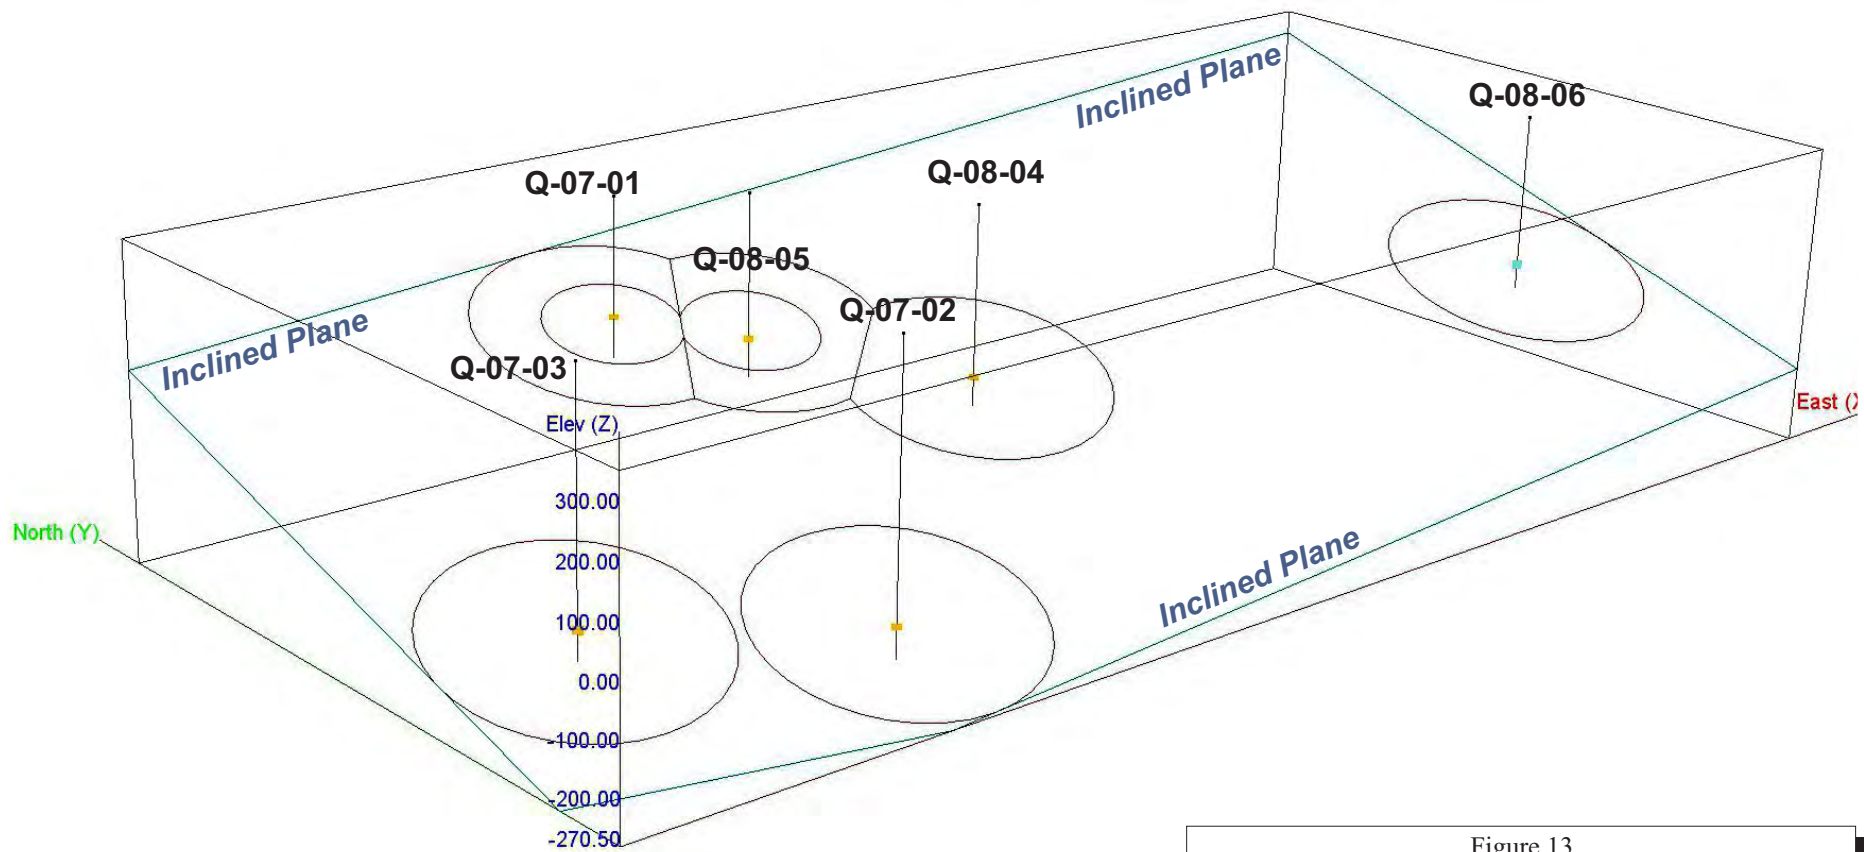 Inclined Plane
Q-08-06
Q-07-01
Q-08-04
Q-08-05
Q-07-02
Inclined Plane
Q-07-03
East (X
Elev (Z)
300.00
North (Y)
200.00
Inclined Plane
100.00
0.00
-100.00
-200.00
-270.50
Figure 13